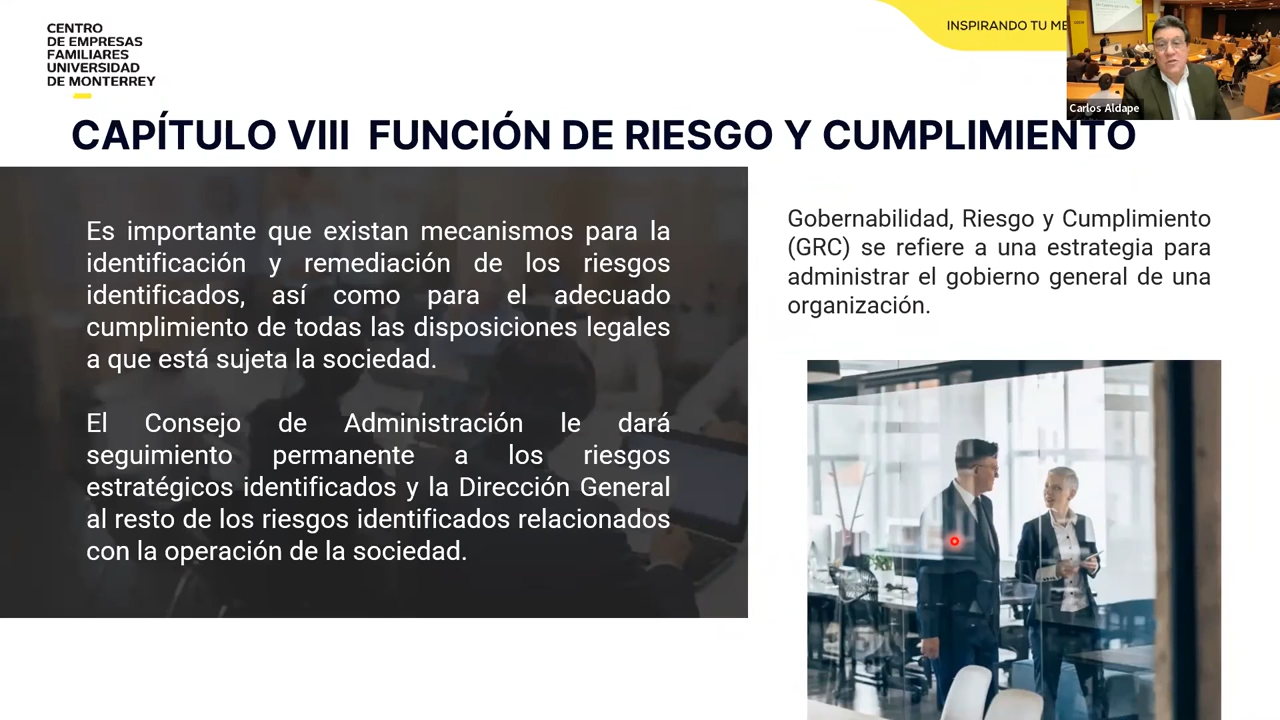 CENTRO
DE EMPRESAS
FAMILIARES
UNIVERSIDAD
DE MONTERREY
INSPIRANDO TU
Carlos Aldape
CAPÍTULO VIII FUNCIÓN DE RIESGO Y CUMPLIMIENTO
Es importante que existan mecanismos para la
identificación y remediación de los riesgos
identificados, así como para el adecuado
cumplimiento de todas las disposiciones legales
a que está sujeta la sociedad.
El Consejo de Administración le dará
seguimiento permanente a los riesgos
estratégicos identificados y la Dirección General
al resto de los riesgos identificados relacionados
con la operación de la sociedad.
Gobernabilidad, Riesgo y Cumplimiento
(GRC) se refiere a una estrategia para
administrar el gobierno general de una
organización.